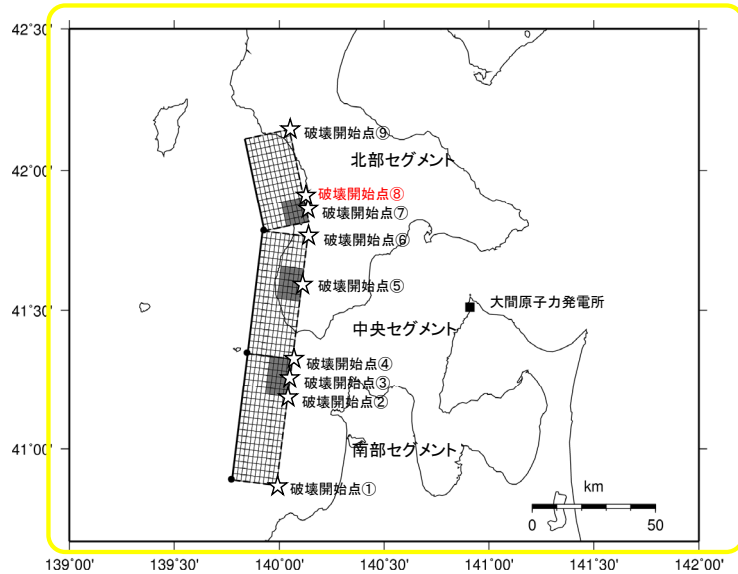 42°30'
42°00'
41°30'
41°00'
破壊開始点⑨
北部セグメント
破壊開始点⑧
破壊開始点⑦
破壊開始点⑥
破壊開始点⑤
大間原子力発電所
中央セグメント
破壊開始点④
破壊開始点③
破壊開始点②
南部セグメント
破壊開始点①
km
0 50
139°00' 139°30' 140°00' 140°30' 141°00' 141°30' 142°00'